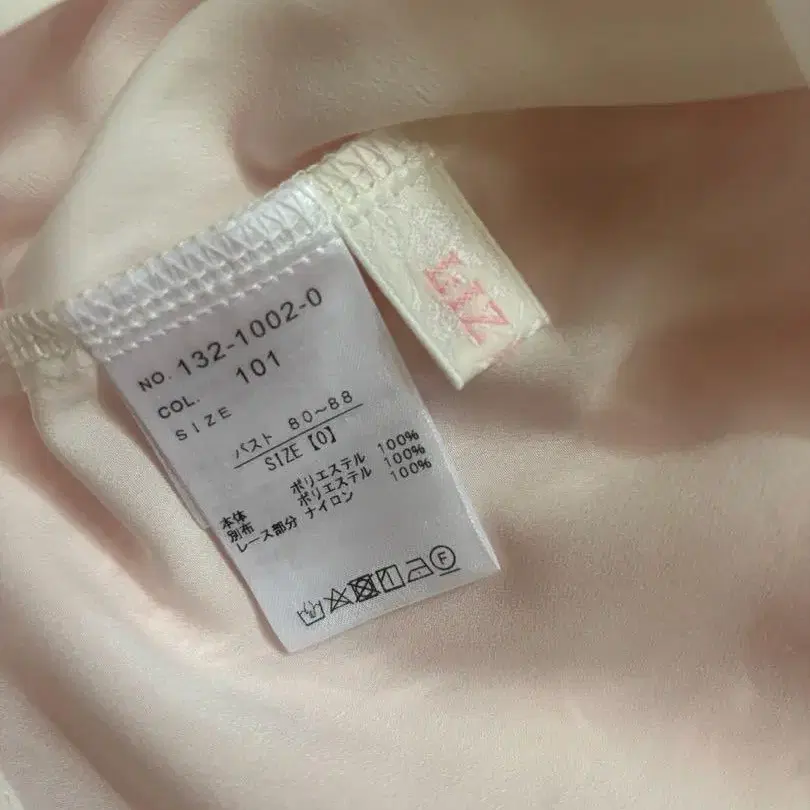 NO. 132-1002-0
COL. 101
SIZE
バスト 80~88
SIZE【0】
本体 ポリエステル 100%
別布 ポリエステル 100%
レース部分 ナイロン 100%
F